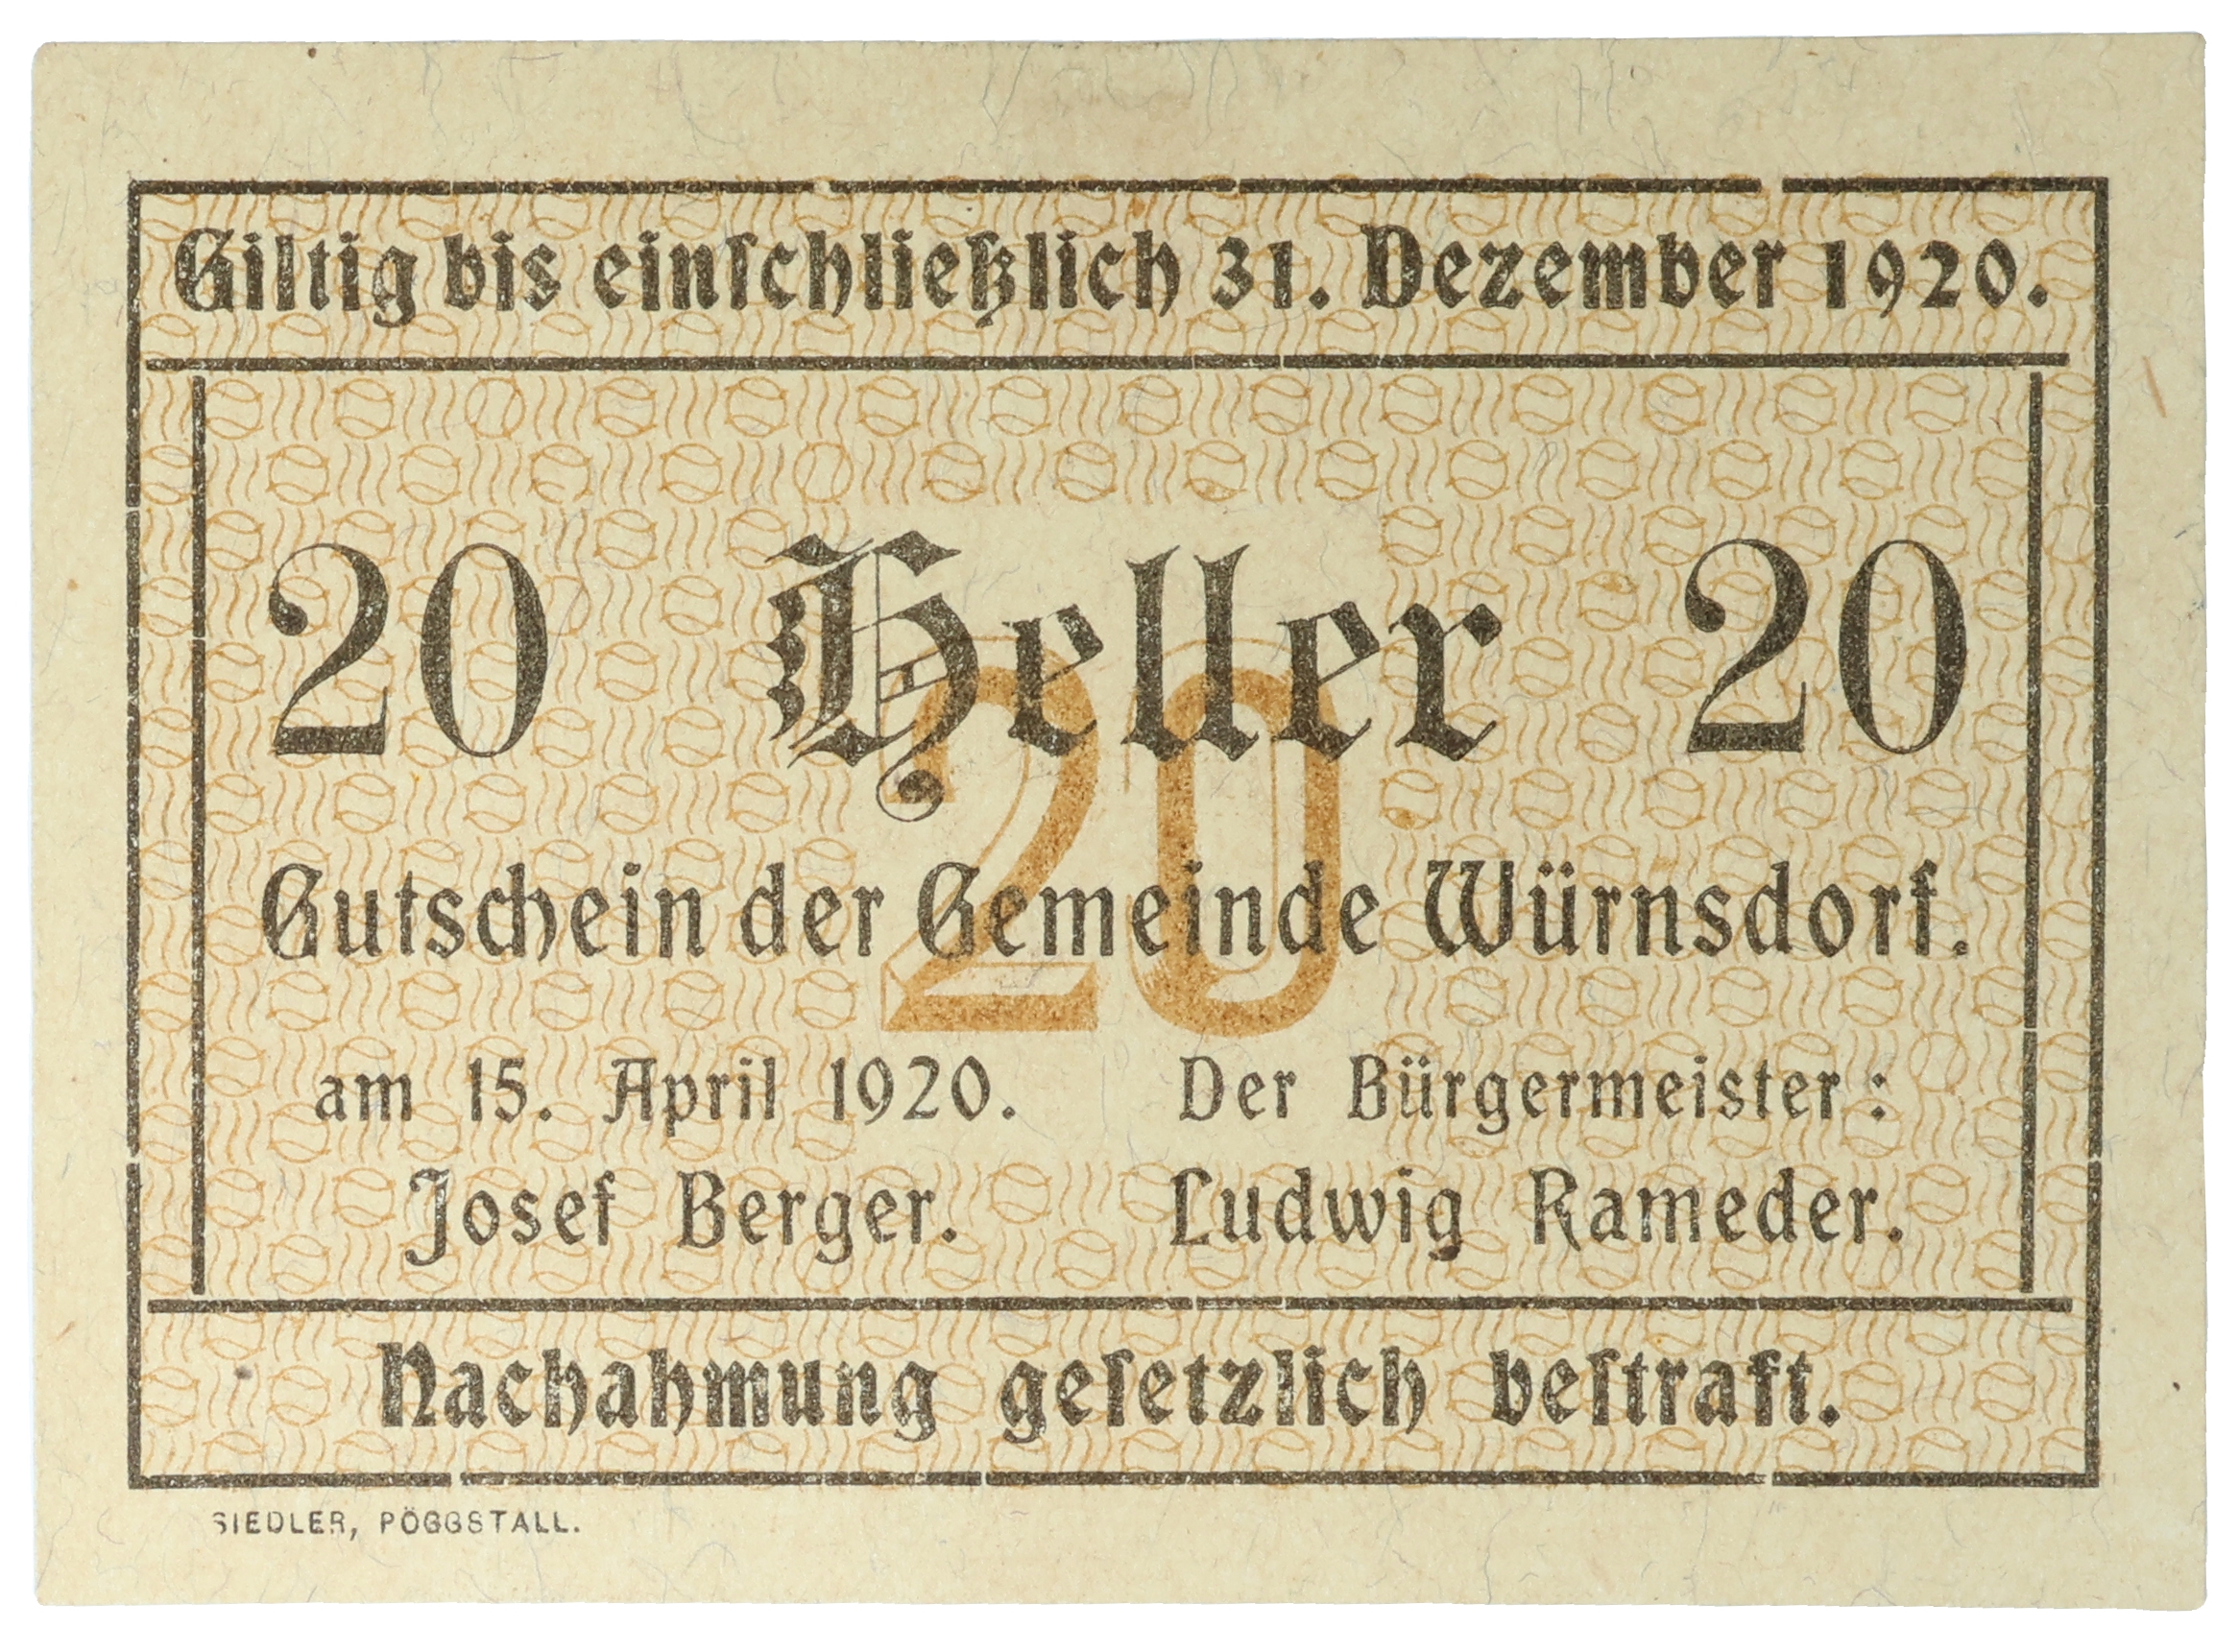 Giltig bis einschließlich 31. Dezember 1920.
20 Heller 20
20
Gutschein der Gemeinde Würnsdorf.
am 15. April 1920. Der Bürgermeister:
Josef Berger. Ludwig Rameder.
Nachahmung gesetzlich bestraft.
SIEDLER, PÖGGSTALL.